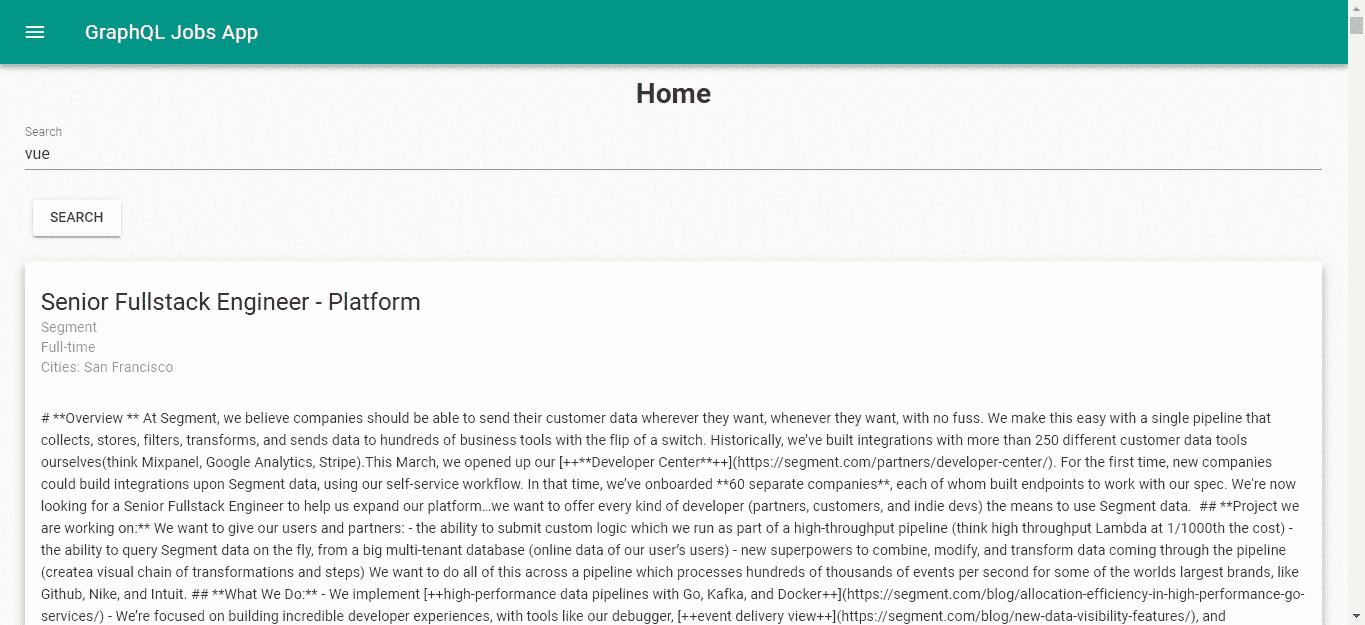 GraphQL Jobs App
Home
Search
vue
SEARCH
Senior Fullstack Engineer - Platform
Segment
Full-time
Cities: San Francisco
# **Overview ** At Segment, we believe companies should be able to send their customer data wherever they want, whenever they want, with no fuss. We make this easy with a single pipeline that
collects, stores, filters, transforms, and sends data to hundreds of business tools with the flip of a switch. Historically, we've built integrations with more than 250 different customer data tools
ourselves(think Mixpanel, Google Analytics, Stripe).This March, we opened up our [++**Developer Center**++](https://segment.com/partners/developer-center/). For the first time, new companies
could build integrations upon Segment data, using our self-service workflow. In that time, we've onboarded **60 separate companies**, each of whom built endpoints to work with our spec. We're now
looking for a Senior Fullstack Engineer to help us expand our platform…we want to offer every kind of developer (partners, customers, and indie devs) the means to use Segment data.  ## **Project we
are working on:** We want to give our users and partners: - the ability to submit custom logic which we run as part of a high-throughput pipeline (think high throughput Lambda at 1/1000th the cost) -
the ability to query Segment data on the fly, from a big multi-tenant database (online data of our user's users) - new superpowers to combine, modify, and transform data coming through the pipeline
(createa visual chain of transformations and steps) We want to do all of this across a pipeline which processes hundreds of thousands of events per second for some of the worlds largest brands, like
Github, Nike, and Intuit. ## **What We Do:** - We implement [++high-performance data pipelines with Go, Kafka, and Docker++](https://segment.com/blog/allocation-efficiency-in-high-performance-go-
services/) - We're focused on building incredible developer experiences, with tools like our debugger, [++event delivery view++](https://segment.com/blog/new-data-visibility-features/), and